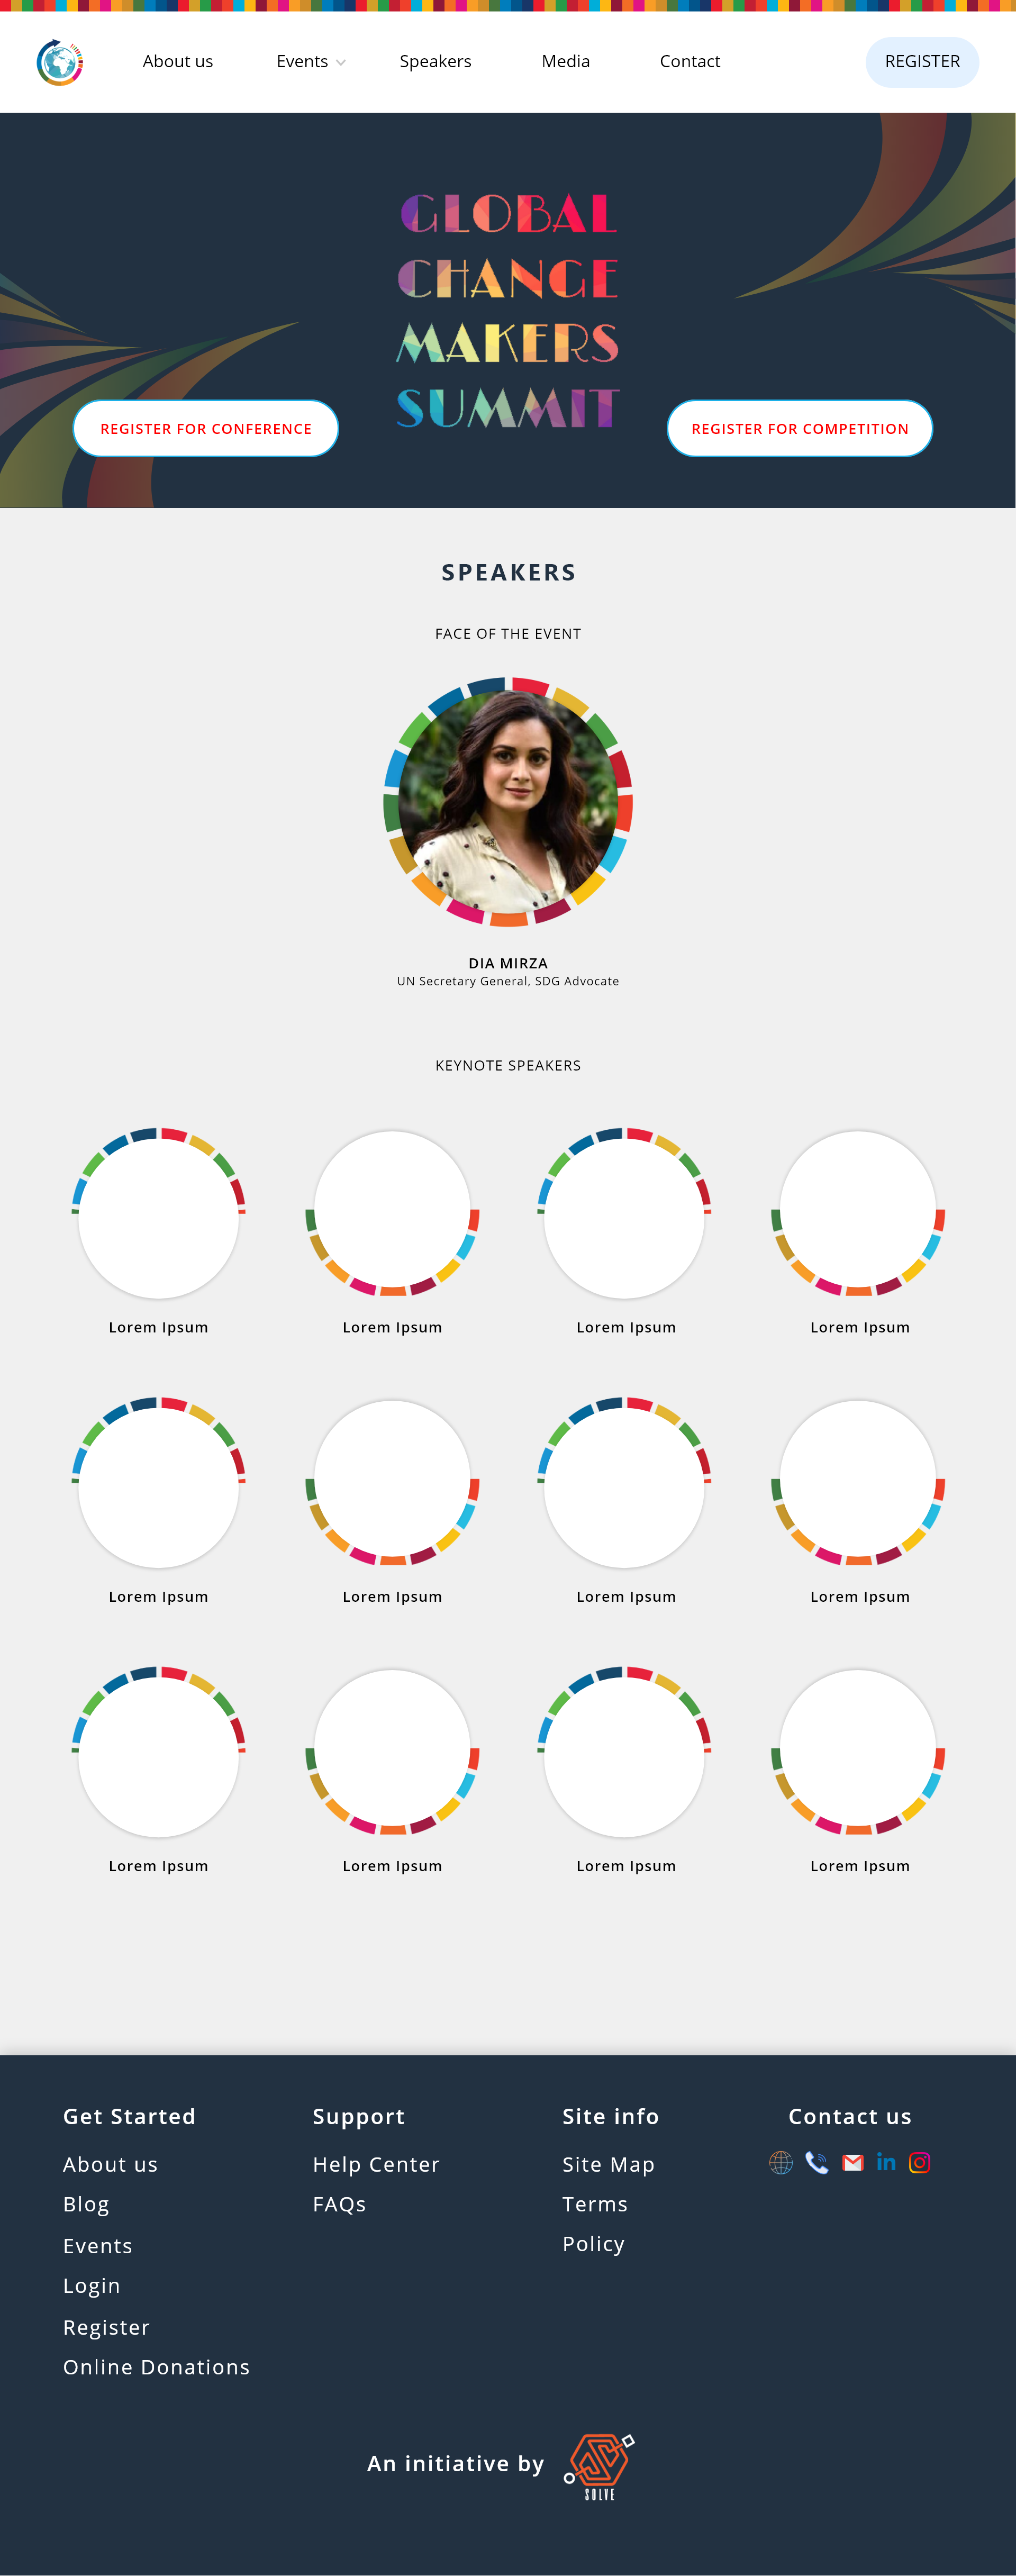 About us
Events
Speakers
Media
Contact
REGISTER
GLOBAL
CHANGE
MAKERS
SUMMIT
REGISTER FOR CONFERENCE
REGISTER FOR COMPETITION
SPEAKERS
FACE OF THE EVENT
DIA MIRZA
UN Secretary General, SDG Advocate
KEYNOTE SPEAKERS
Lorem Ipsum
Lorem Ipsum
Lorem Ipsum
Lorem Ipsum
Lorem Ipsum
Lorem Ipsum
Lorem Ipsum
Lorem Ipsum
Lorem Ipsum
Lorem Ipsum
Lorem Ipsum
Lorem Ipsum
Get Started
About us
Blog
Events
Login
Register
Online Donations
Support
Help Center
FAQs
Site info
Site Map
Terms
Policy
Contact us
in
An initiative by
SOLVE